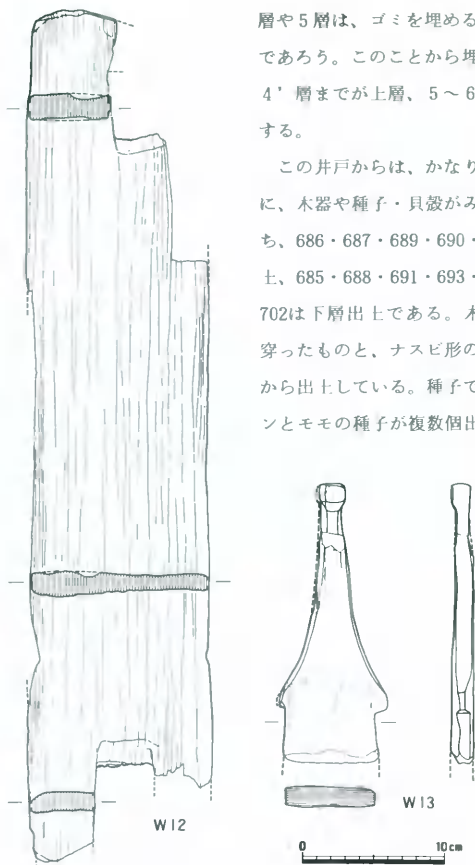 層や5層は、ゴミを埋める
であろう。このことから埋
4'層までが上層、5～6
する。
この井戸からは、かなり
に、木器や種子・貝殻がみ
ち、686・687・689・690・
土、685・688・691・693・
702は下層出土である。木
穿ったものと、ナスビ形の
から出土している。種子で
ンとモモの種子が複数個出
W12
W13
0 10cm